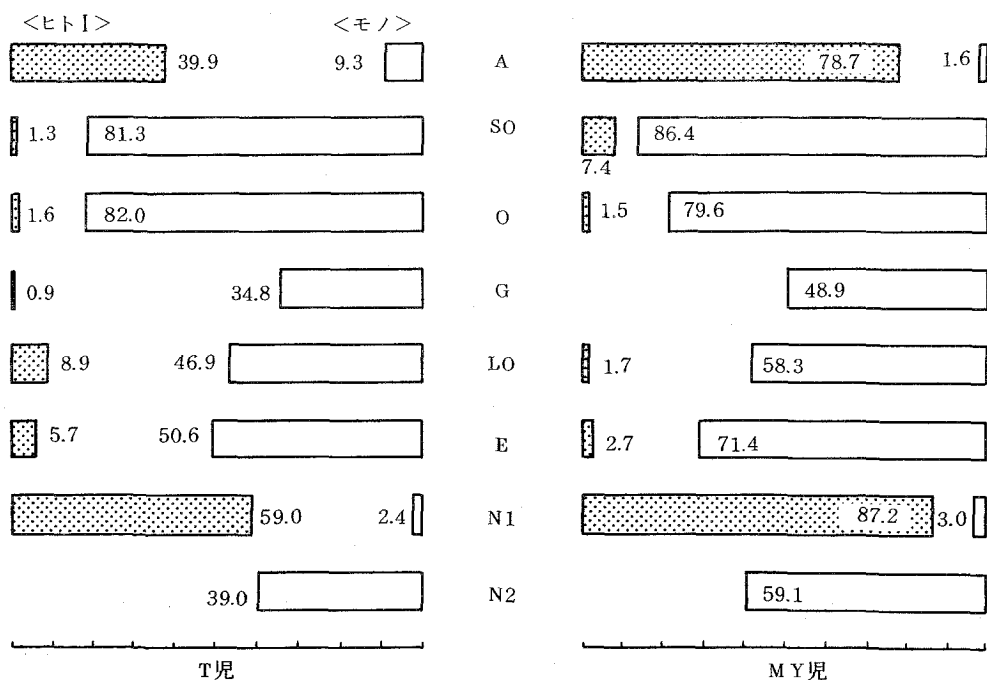 <ヒトⅠ> <モノ>
39.9 9.3 A 78.7 1.6
1.3 81.3 SO 7.4 86.4
1.6 82.0 O 1.5 79.6
0.9 34.8 G 48.9
8.9 46.9 LO 1.7 58.3
5.7 50.6 E 2.7 71.4
59.0 2.4 N1 87.2 3.0
39.0 N2 59.1
T児 MY児